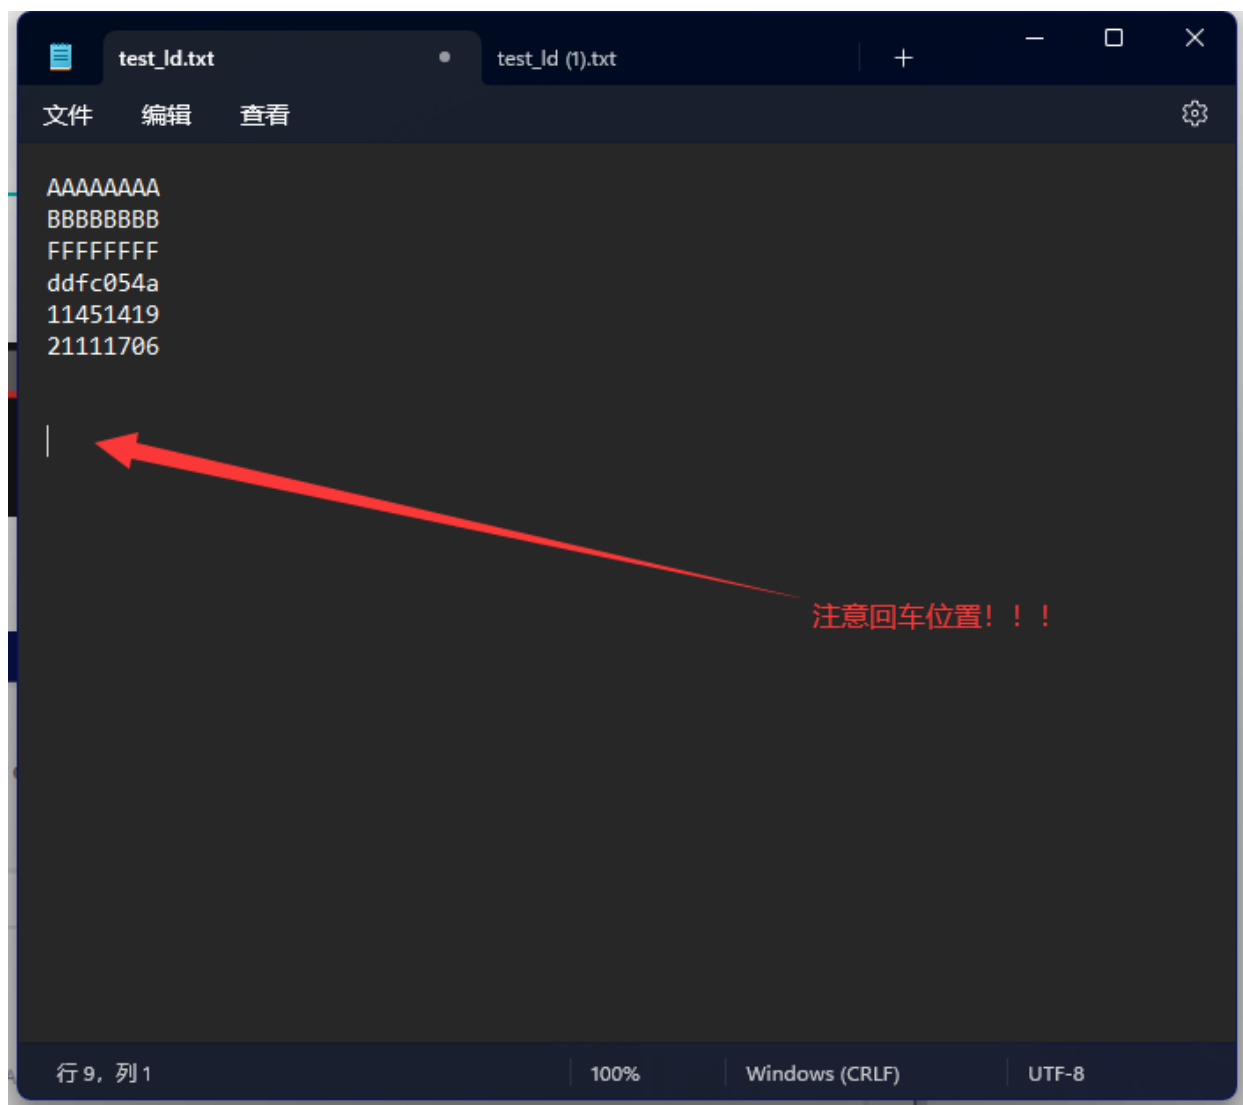 test_ld.txt
test_ld (1).txt
文件 编辑 查看
AAAAAAAA
BBBBBBBB
FFFFFFFF
ddfc054a
11451419
21111706
注意回车位置！！！
行 9，列 1
100%
Windows (CRLF)
UTF-8